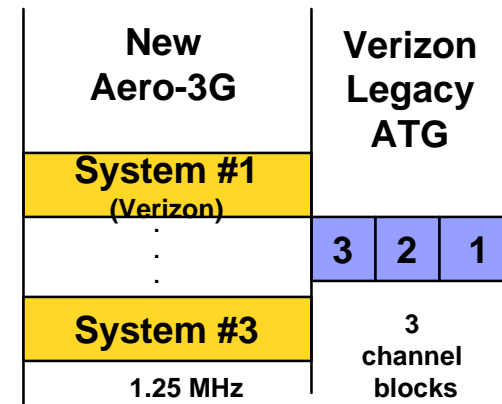 New
Aero-3G
Verizon
Legacy
ATG
System #1
(Verizon)
.
.
.
3 2 1
System #3
1.25 MHz
3
channel
blocks